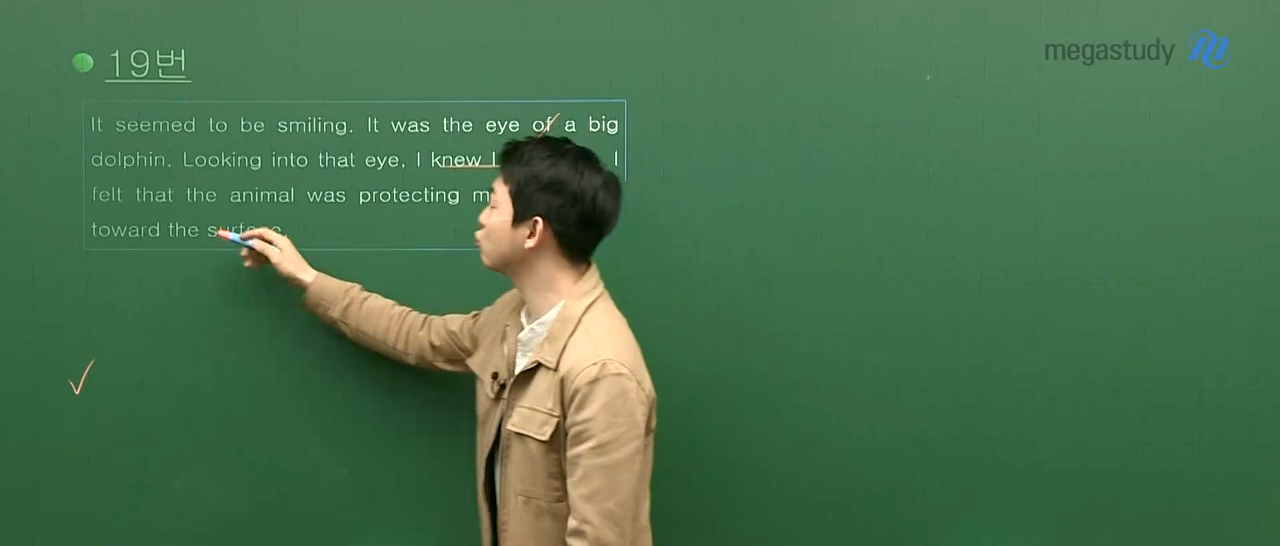 19번
megastudy
It seemed to be smiling. It was the eye of a big
dolphin. Looking into that eye, I knew I I
felt that the animal was protecting
toward the surface.